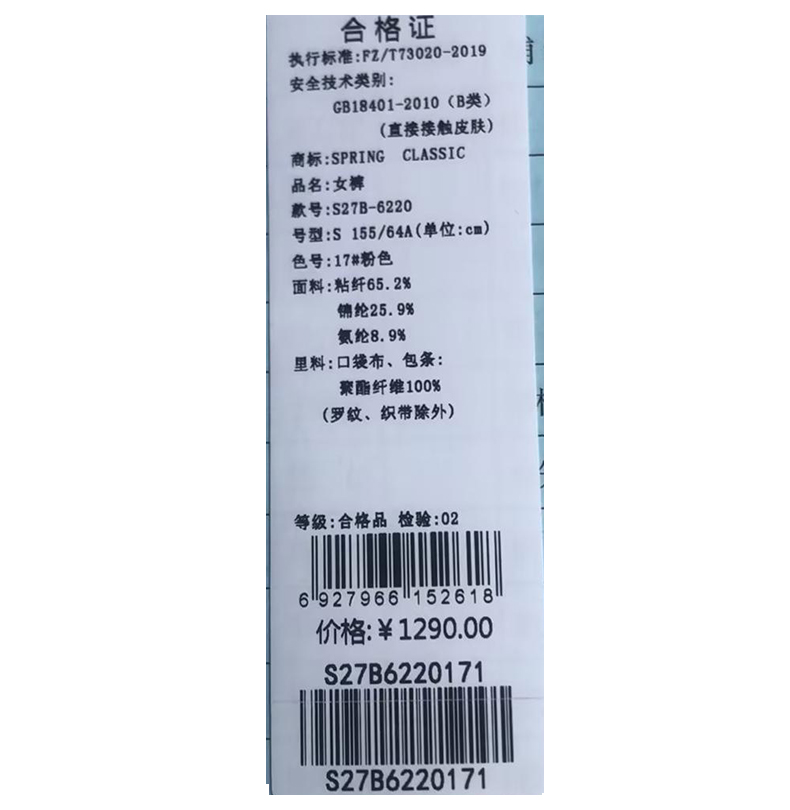 合格证
执行标准:FZ/T73020-2019
安全技术类别:
GB18401-2010（B类）
(直接接触皮肤)
商标:SPRING CLASSIC
品名:女裤
款号:S27B-6220
号型:S 155/64A(单位:cm)
色号:17#粉色
面料:粘纤65.2%
锦纶25.9%
氨纶8.9%
里料:口袋布、包条:
聚酯纤维100%
(罗纹、织带除外)
等级:合格品 检验:02
6 927966 152618
价格:￥1290.00
S27B6220171
S27B6220171